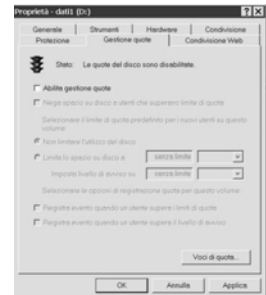 Proprietà - dati1 (D:)
Generale
Strumenti
Hardware
Condivisione
Protezione
Gestione quote
Condivisione Web
Stato: Le quote del disco sono disabilitate.
Abilita gestione quote
Nega spazio su disco a utenti che superano limite di quota
Selezionare il limite di quota predefinito per i nuovi utenti su questo
volume:
Non limitare l'utilizzo del disco
Limita lo spazio su disco a
senza limite
Imposta livello di avviso su
senza limite
Selezionare le opzioni di registrazione quota per questo volume:
Registra evento quando un utente supera i limiti di quota
Registra evento quando un utente supera il livello di avviso
Voci di quota...
OK
Annulla
Applica